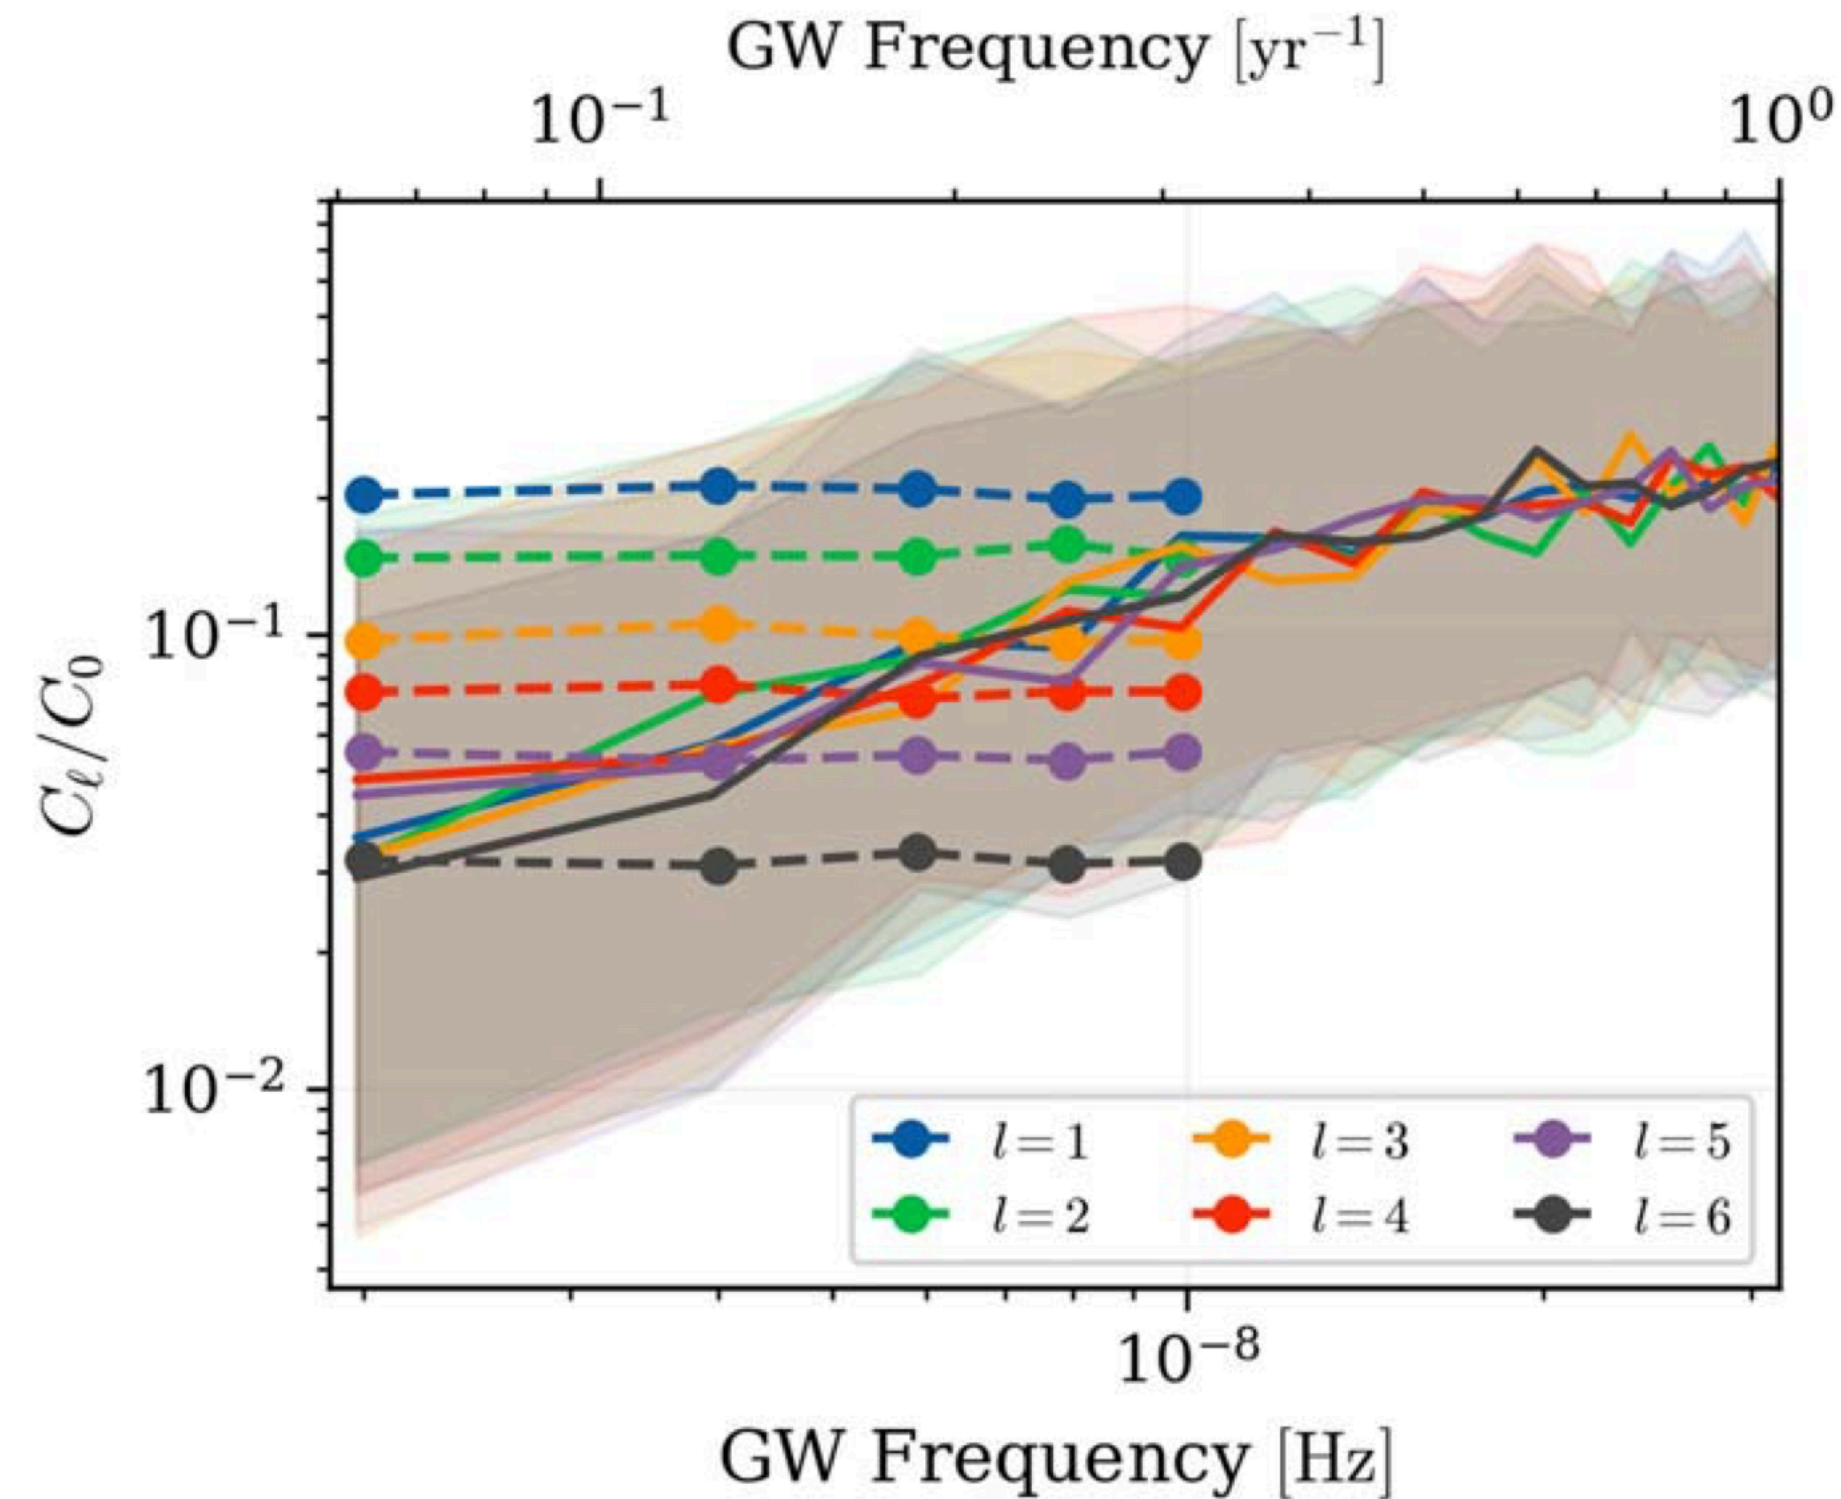 GW Frequency [yr⁻¹]
10⁻¹ 10⁰
C_ℓ/C₀
10⁻¹
10⁻²
l = 1 l = 3 l = 5
l = 2 l = 4 l = 6
10⁻⁸
GW Frequency [Hz]